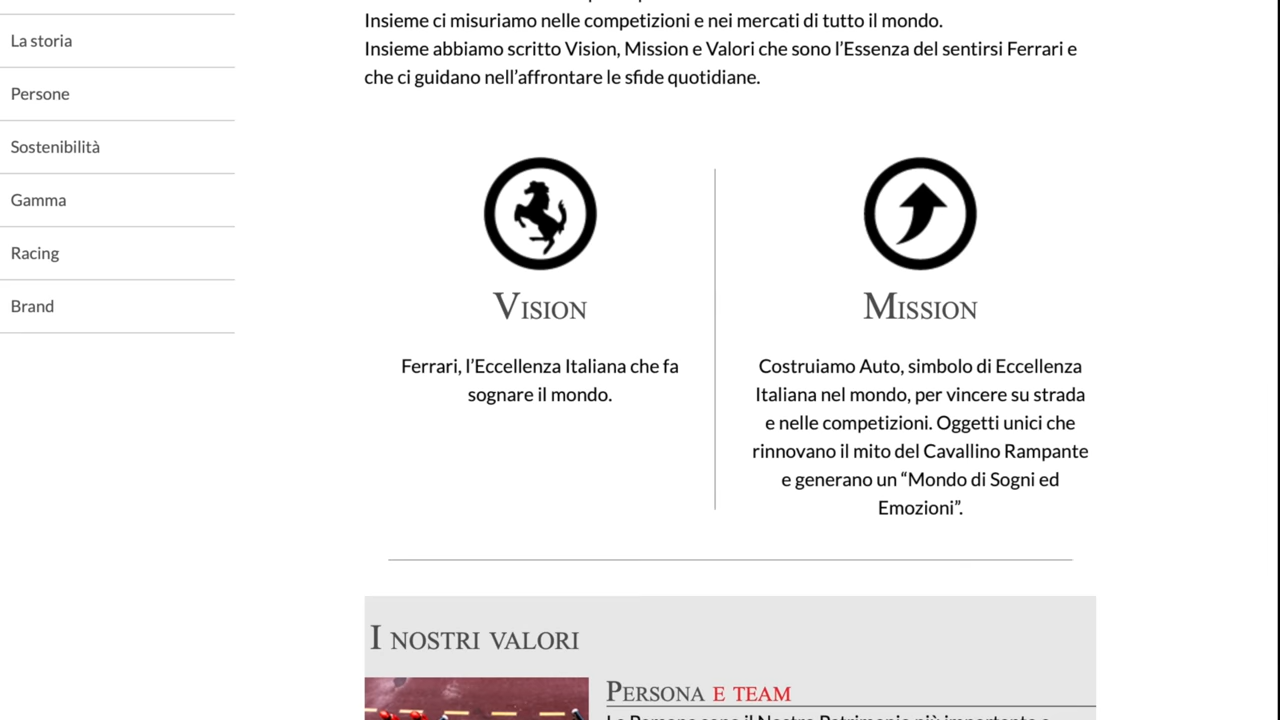 Insieme ci misuriamo nelle competizioni e nei mercati di tutto il mondo.
Insieme abbiamo scritto Vision, Mission e Valori che sono l’Essenza del sentirsi Ferrari e
che ci guidano nell’affrontare le sfide quotidiane.
La storia
Persone
Sostenibilità
Gamma
Racing
Brand
Vision
Ferrari, l’Eccellenza Italiana che fa
sognare il mondo.
Mission
Costruiamo Auto, simbolo di Eccellenza
Italiana nel mondo, per vincere su strada
e nelle competizioni. Oggetti unici che
rinnovano il mito del Cavallino Rampante
e generano un “Mondo di Sogni ed
Emozioni”.
I nostri valori
Persona e team